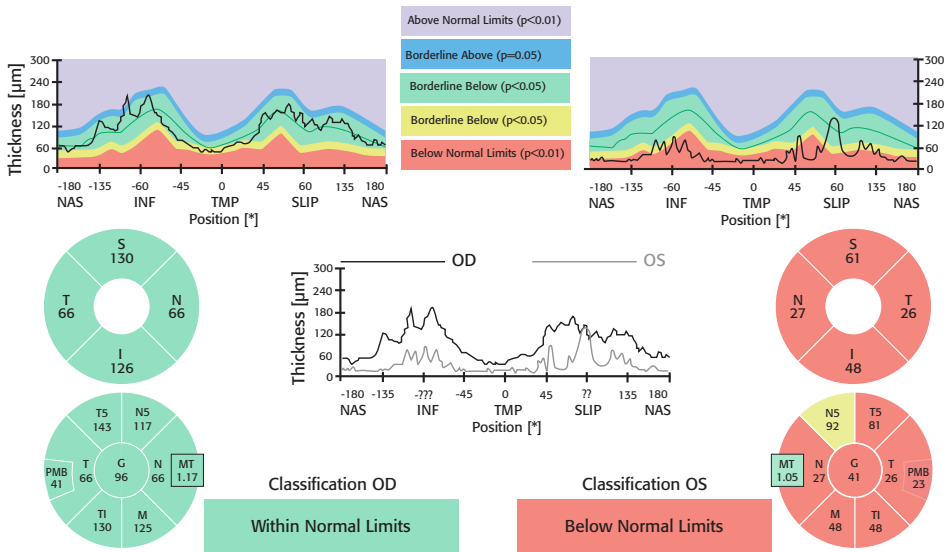 Above Normal Limits (p<0.01)
Borderline Above (p=0.05)
Borderline Below (p<0.05)
Borderline Below (p<0.05)
Below Normal Limits (p<0.01)
Thickness [µm]
300
240
180
120
60
0
-180 -135 -60 -45 0 45 60 135 180
NAS INF TMP SLIP NAS
Position [*]
300
240
180
120
60
0
-180 -135 -60 -45 0 45 60 135 180
NAS INF TMP SLIP NAS
Position [*]
S
130
T
66
N
66
I
126
OD OS
Thickness [µm]
300
240
180
120
60
0
-180 -135 -??? -45 0 45 ?? 135 180
NAS INF TMP SLIP NAS
Position [*]
S
61
N
27
T
26
I
48
T5
143
N5
117
PMB
41
T
66
G
96
N
66
MT
1.17
TI
130
M
125
Classification OD
Within Normal Limits
Classification OS
Below Normal Limits
N5
92
T5
81
MT
1.05
N
27
G
41
T
26
PMB
23
M
48
TI
48